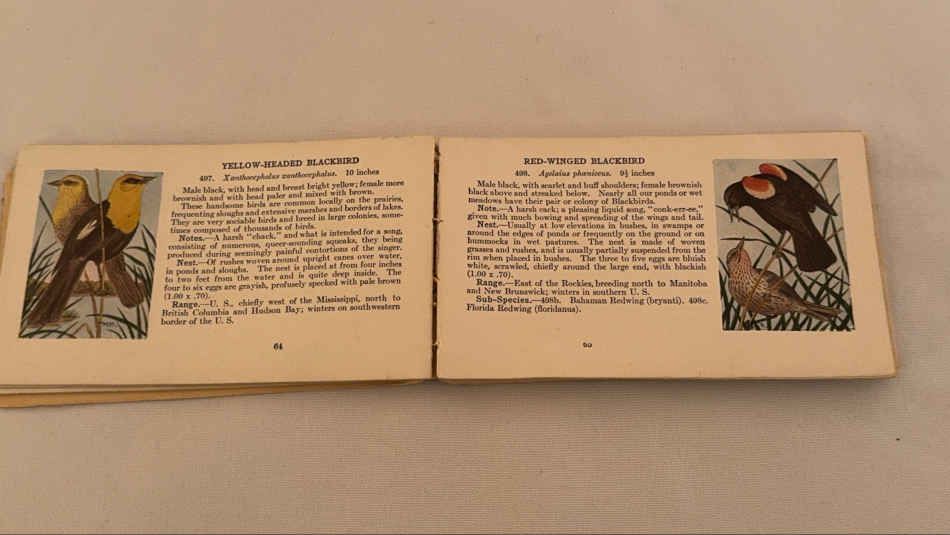 YELLOW-HEADED BLACKBIRD
497. Xanthocephalus xanthocephalus. 10 inches
Male black, with head and breast bright yellow; female more
brownish and with head paler and mixed with brown.
These handsome birds are common locally on the prairies,
frequenting sloughs and extensive marshes and borders of lakes.
They are very sociable birds and breed in large colonies, some-
times composed of thousands of birds.
Notes.—A harsh "chack," and what is intended for a song,
consisting of numerous, queer-sounding squeaks, they being
produced during seemingly painful contortions of the singer.
Nest.—Of rushes woven around upright canes over water,
in ponds and sloughs. The nest is placed at from four inches
to two feet from the water and is quite deep inside. The
four to six eggs are grayish, profusely specked with pale brown
(1.00 x .70).
Range.—U. S., chiefly west of the Mississippi, north to
British Columbia and Hudson Bay; winters on southwestern
border of the U. S.
64
RED-WINGED BLACKBIRD
498. Agelaius phœniceus. 9½ inches
Male black, with scarlet and buff shoulders; female brownish
black above and streaked below. Nearly all our ponds or wet
meadows have their pair or colony of Blackbirds.
Note.—A harsh cack; a pleasing liquid song, "conk-err-ee,"
given with much bowing and spreading of the wings and tail.
Nest.—Usually at low elevations in bushes, in swamps or
around the edges of ponds or frequently on the ground or on
hummocks in wet pastures. The nest is made of woven
grasses and rushes, and is usually partially suspended from the
rim when placed in bushes. The three to five eggs are bluish
white, scrawled, chiefly around the large end, with blackish
(1.00 x .70).
Range.—East of the Rockies, breeding north to Manitoba
and New Brunswick; winters in southern U. S.
Sub-Species.—498b. Bahaman Redwing (bryanti). 498c.
Florida Redwing (floridanus).